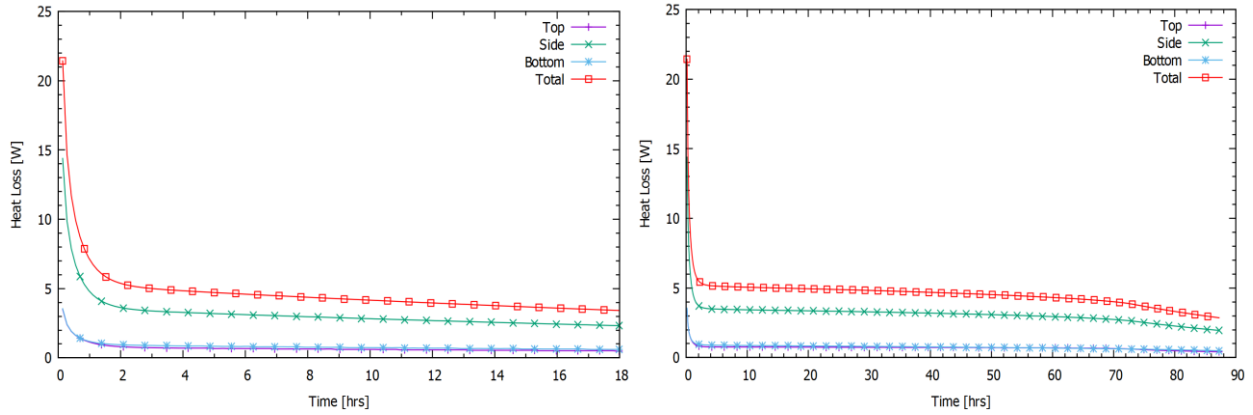 25
20
15
10
5
0
Heat Loss [W]
Top
Side
Bottom
Total
0 2 4 6 8 10 12 14 16 18
Time [hrs]
25
20
15
10
5
0
Heat Loss [W]
Top
Side
Bottom
Total
0 10 20 30 40 50 60 70 80 90
Time [hrs]